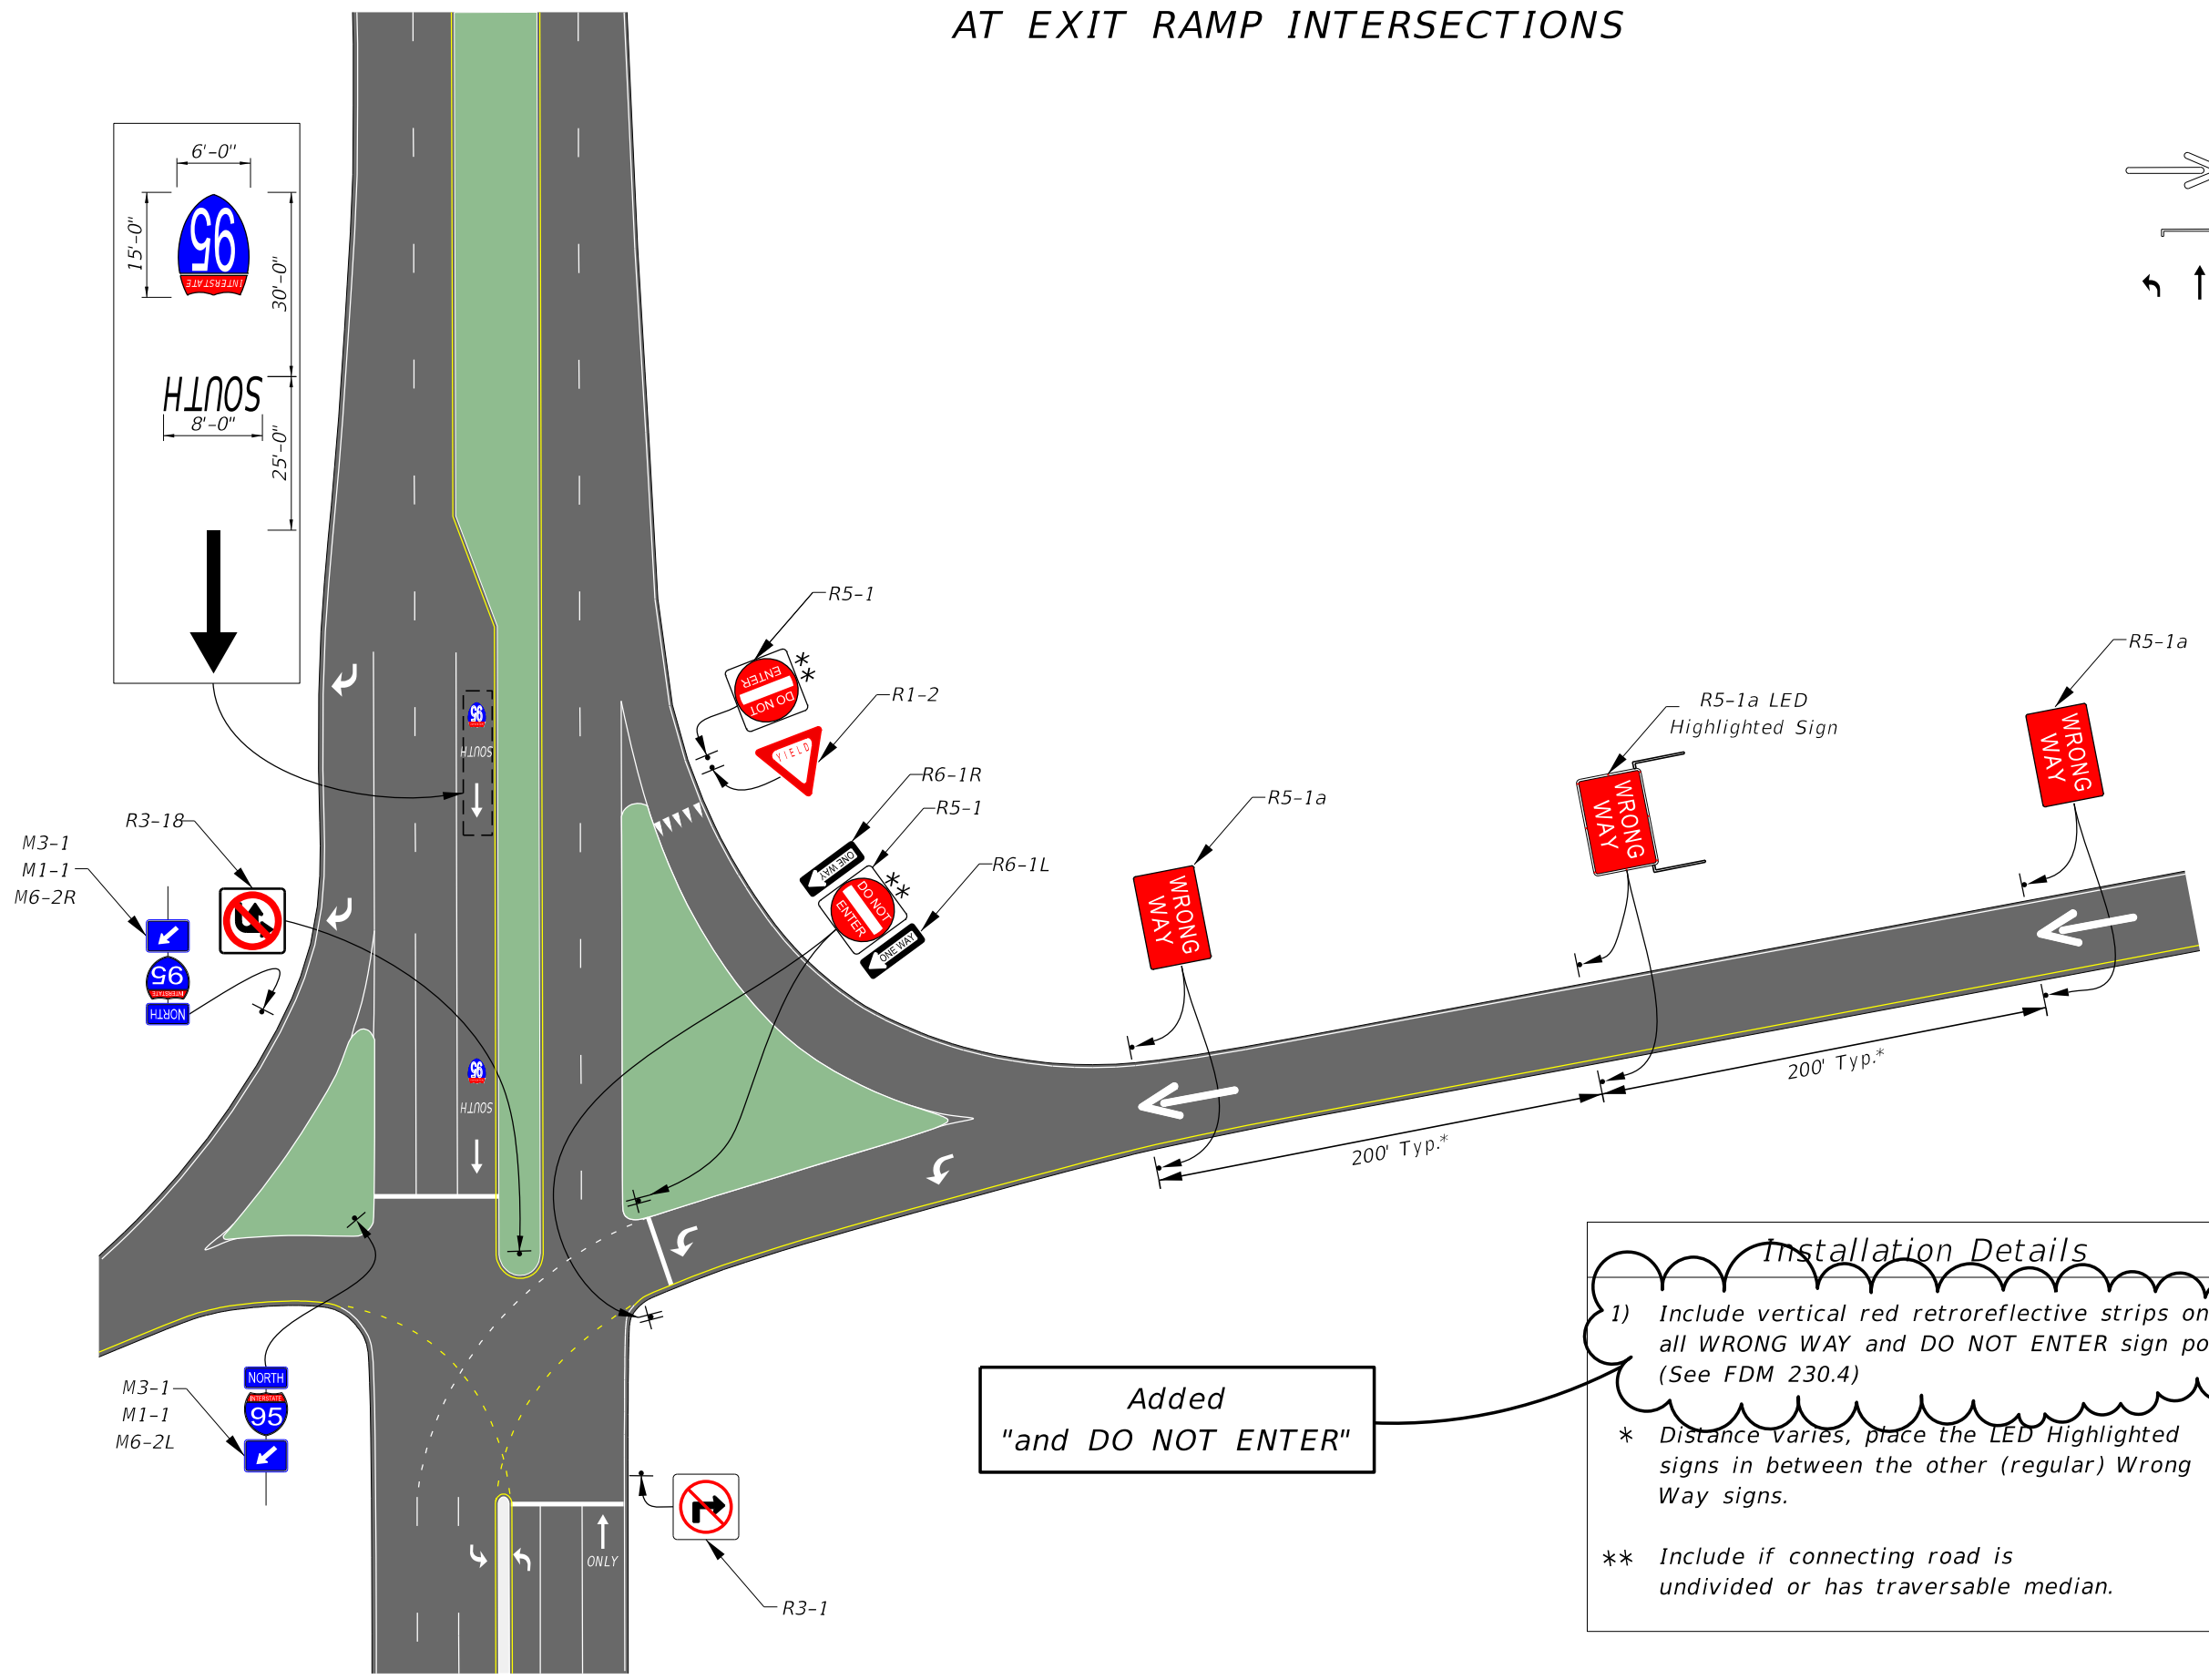 AT EXIT RAMP INTERSECTIONS
6'-0"
15'-0"
95
INTERSTATE
30'-0"
SOUTH
8'-0"
25'-0"
R5-1
DO NOT
ENTER
**
R1-2
YIELD
R6-1R
R5-1
R6-1L
ONE WAY
DO NOT
ENTER
**
ONE WAY
R5-1a
WRONG
WAY
R5-1a LED
Highlighted Sign
WRONG
WAY
R5-1a
WRONG
WAY
95
SOUTH
R3-18
M3-1
M1-1
M6-2R
95
INTERSTATE
NORTH
95
SOUTH
200' Typ.*
200' Typ.*
M3-1
M1-1
M6-2L
NORTH
INTERSTATE
95
ONLY
R3-1
Added
"and DO NOT ENTER"
Installation Details
1) Include vertical red retroreflective strips on
all WRONG WAY and DO NOT ENTER sign po
(See FDM 230.4)
* Distance varies, place the LED Highlighted
signs in between the other (regular) Wrong
Way signs.
** Include if connecting road is
undivided or has traversable median.